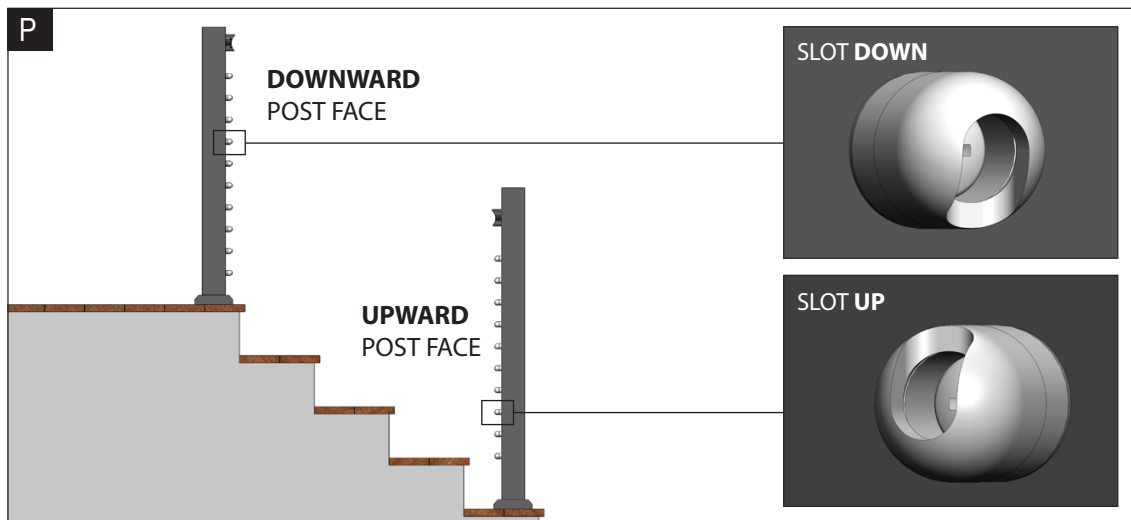 P
DOWNWARD
POST FACE
SLOT DOWN
UPWARD
POST FACE
SLOT UP